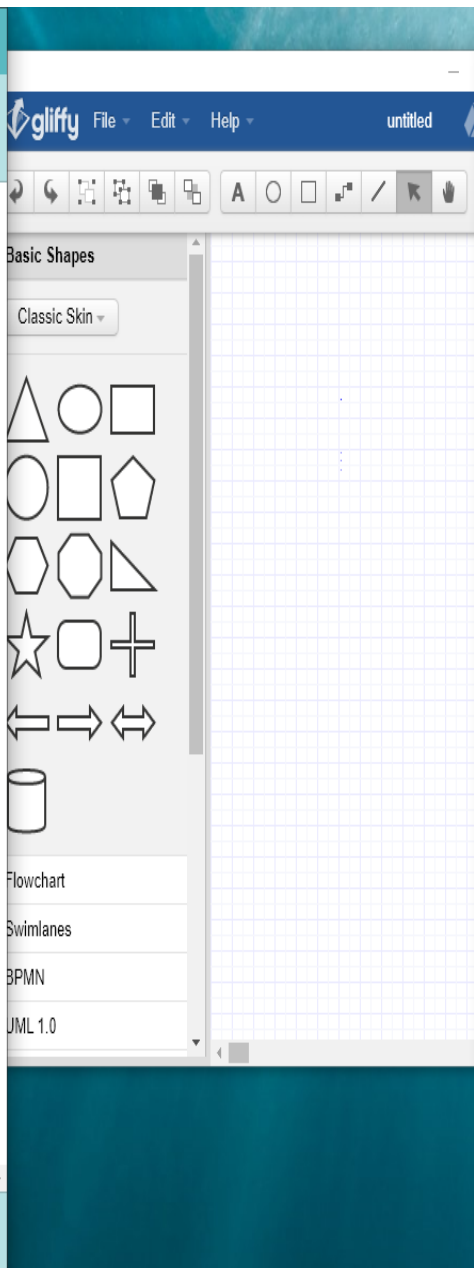 gliffy File Edit Help untitled
A
Basic Shapes
Classic Skin
Flowchart
Swimlanes
BPMN
UML 1.0